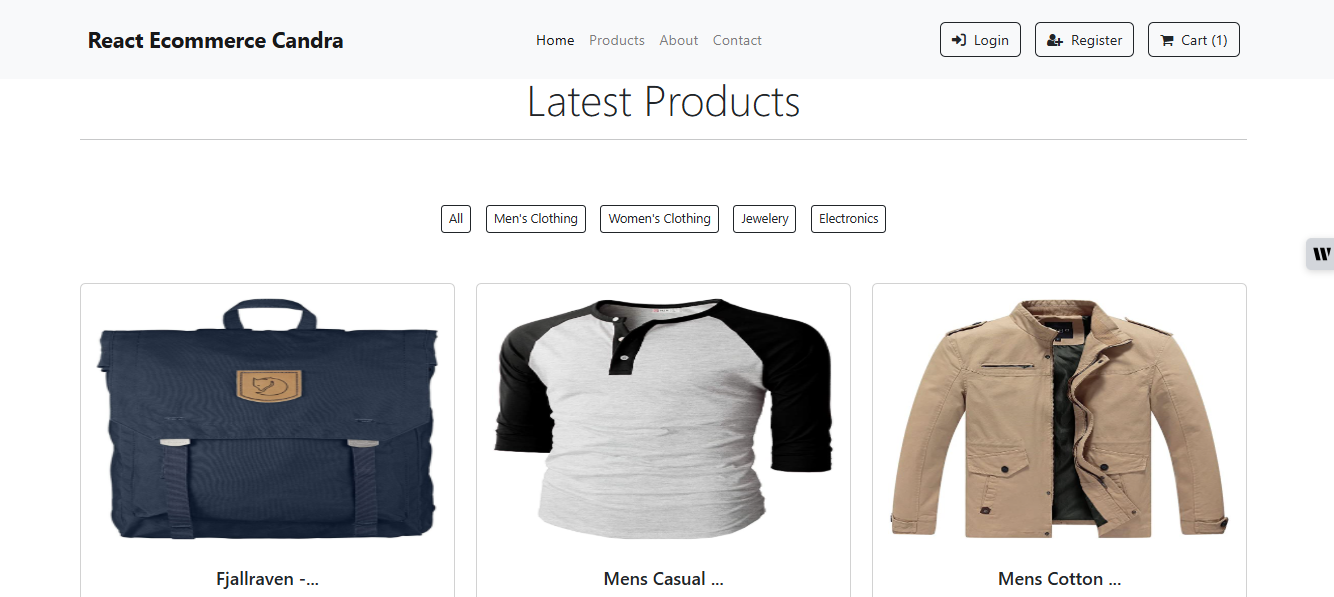 React Ecommerce Candra
Home Products About Contact
Login Register Cart (1)
Latest Products
All Men's Clothing Women's Clothing Jewelery Electronics
Fjallraven -...
Mens Casual ...
Mens Cotton ...